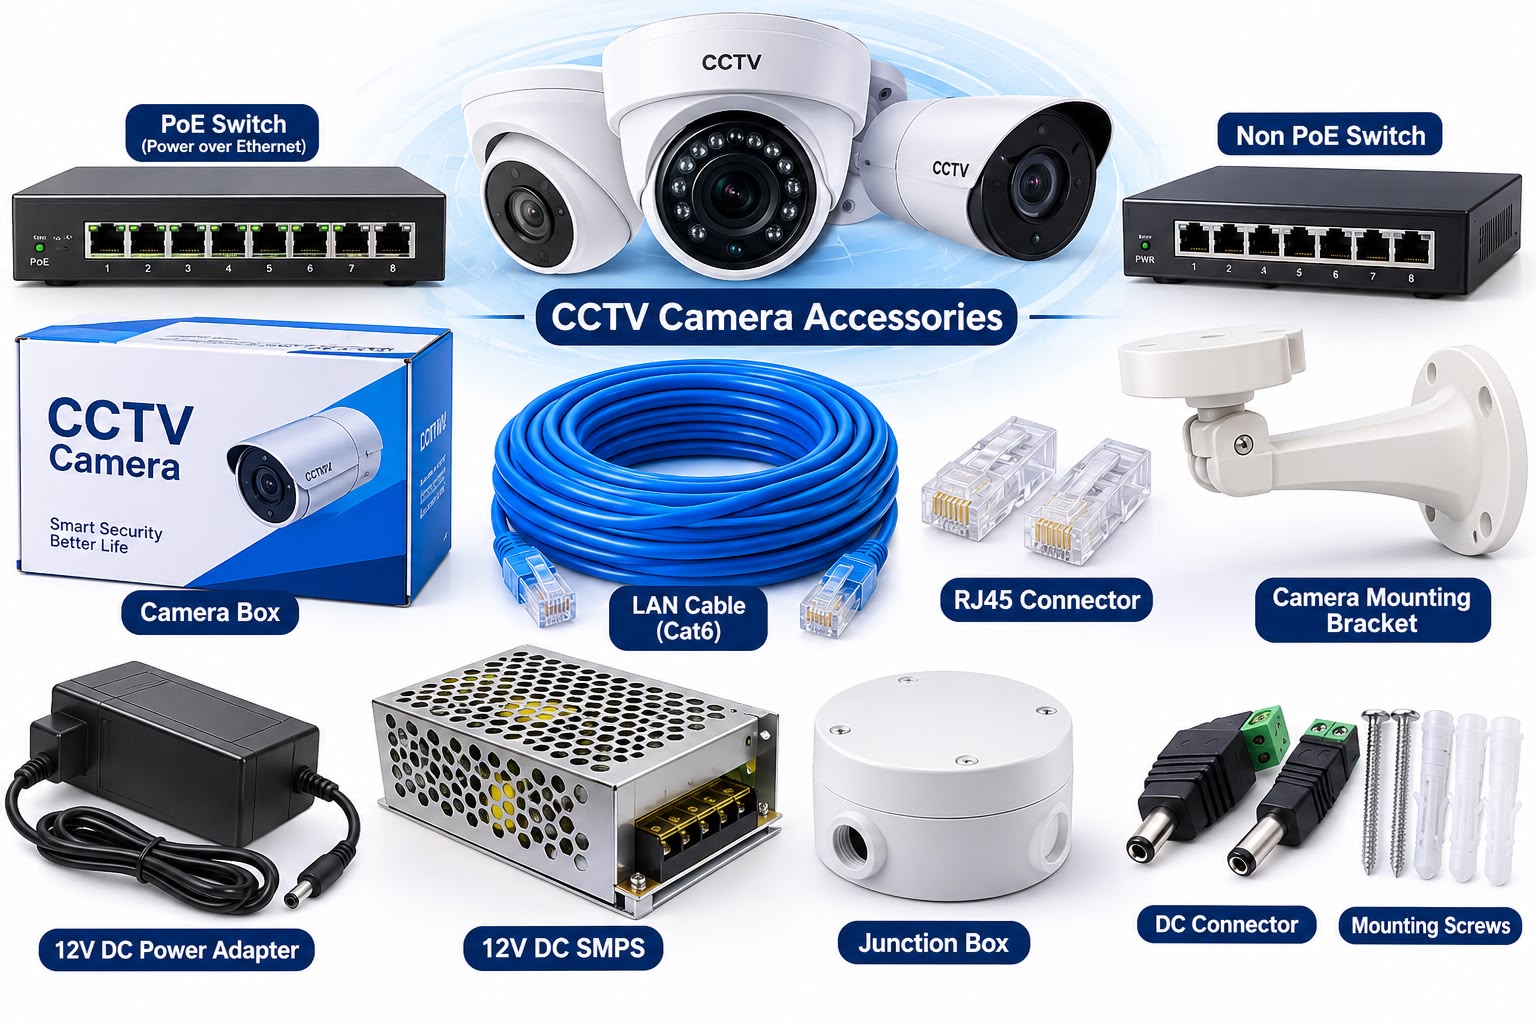 CCTV
PoE Switch
(Power over Ethernet)
Non PoE Switch
CCTV
PoE
1 2 3 4 5 6 7 8
PWR
1 2 4 5 6 7 8
CCTV Camera Accessories
CCTV
Camera
Smart Security
Better Life
Camera Box
LAN Cable
(Cat6)
RJ45 Connector
Camera Mounting
Bracket
12V DC Power Adapter
12V DC SMPS
Junction Box
DC Connector
Mounting Screws